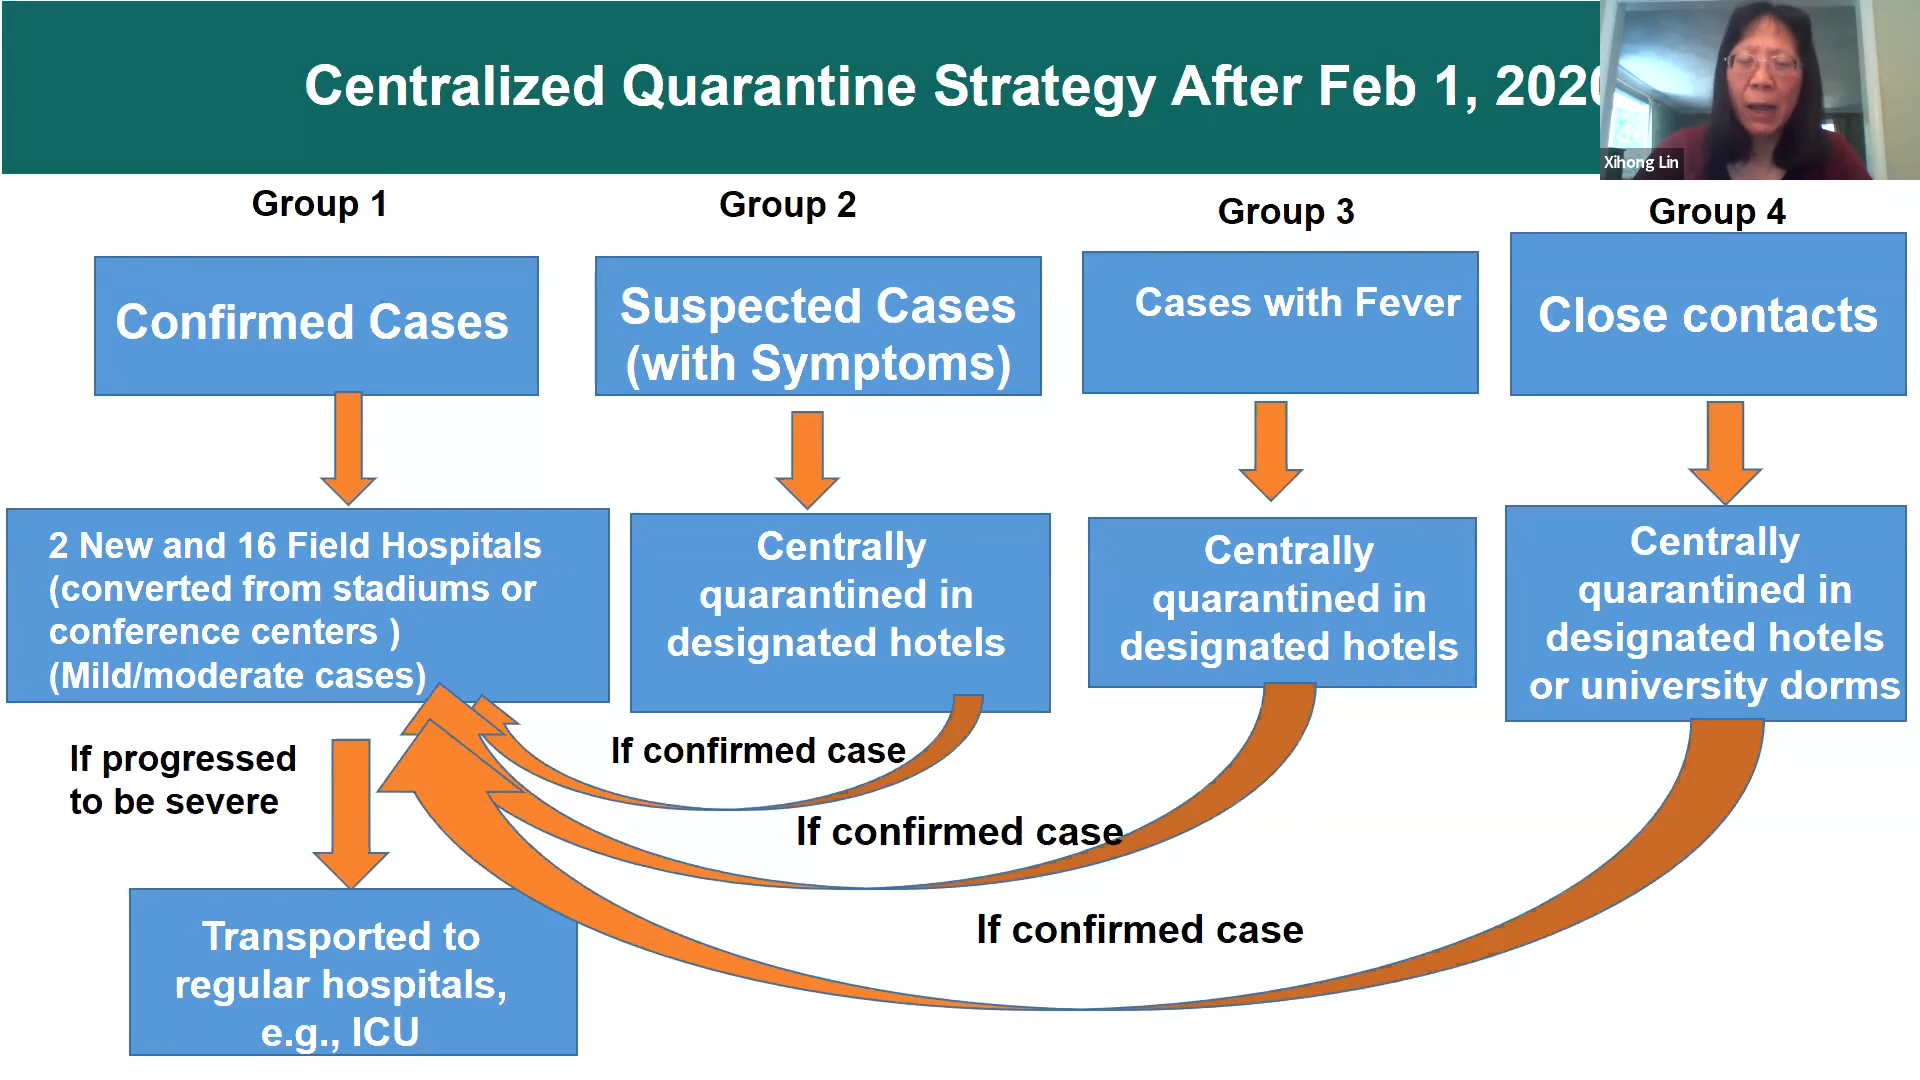 Centralized Quarantine Strategy After Feb 1, 2020
Xihong Lin
Group 1
Group 2
Group 3
Group 4
Confirmed Cases
Suspected Cases
(with Symptoms)
Cases with Fever
Close contacts
2 New and 16 Field Hospitals
(converted from stadiums or
conference centers )
(Mild/moderate cases)
Centrally
quarantined in
designated hotels
Centrally
quarantined in
designated hotels
Centrally
quarantined in
designated hotels
or university dorms
If progressed
to be severe
If confirmed case
If confirmed case
If confirmed case
Transported to
regular hospitals,
e.g., ICU